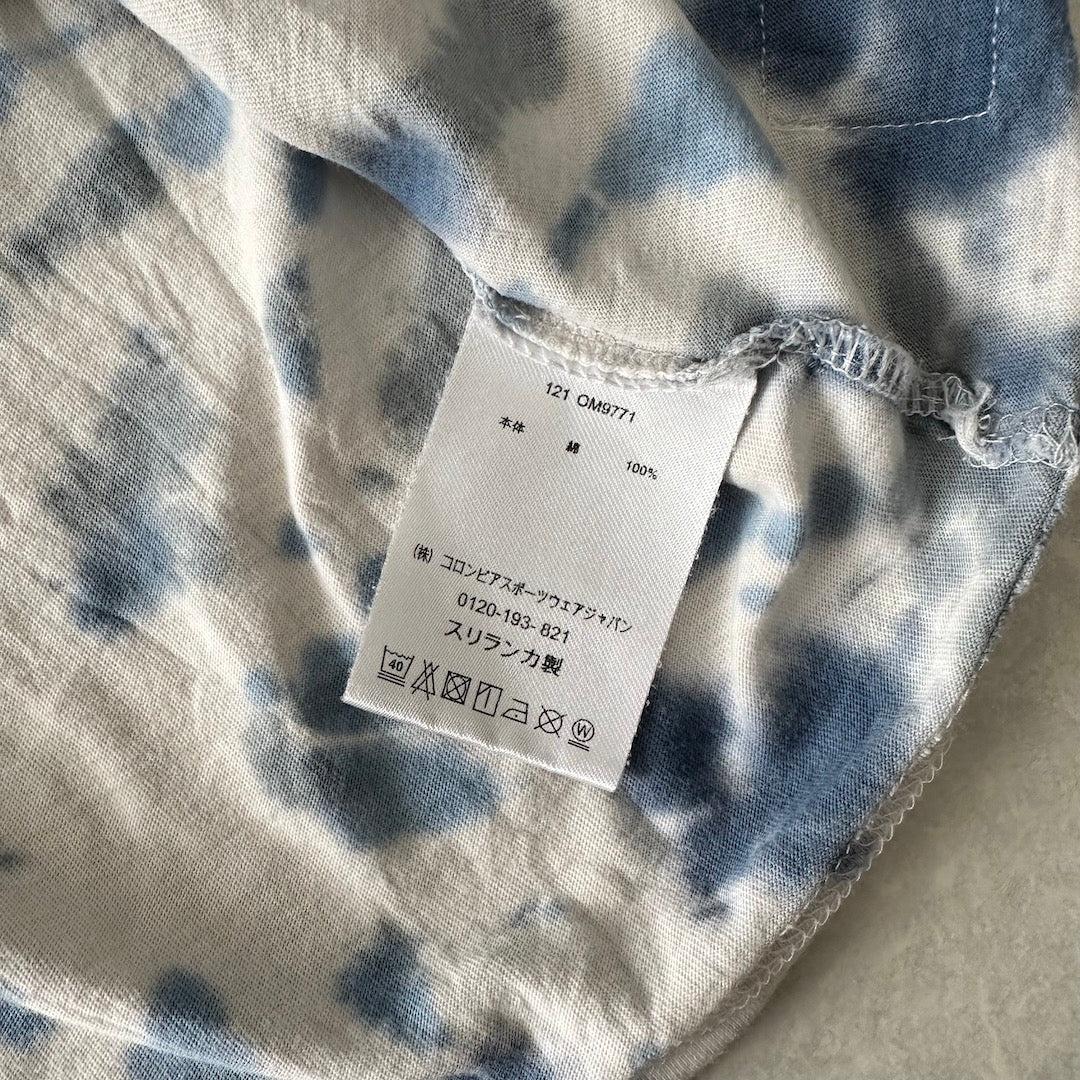 121 OM9771
本体 綿 100%
(株) コロンビアスポーツウェアジャパン
0120-193- 821
スリランカ製
40
W